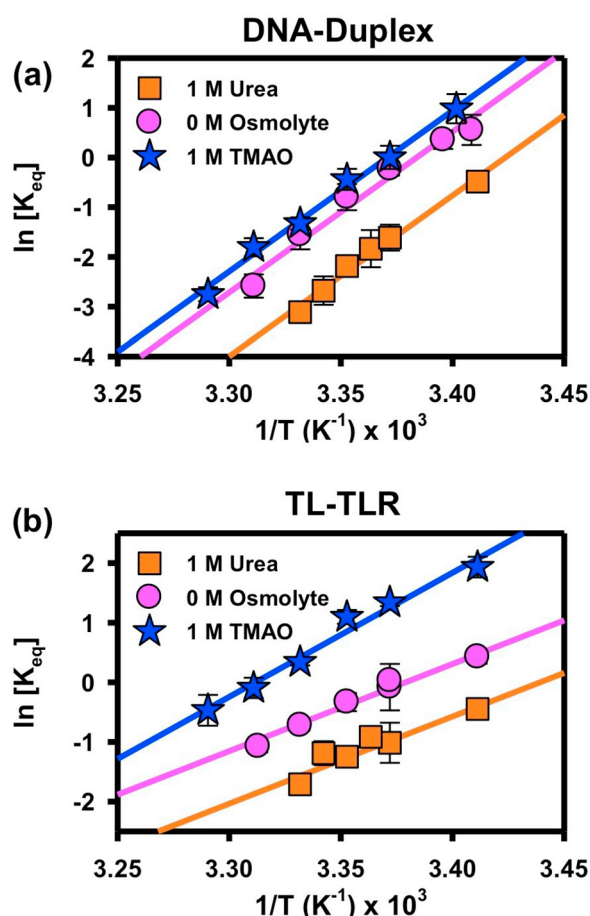 DNA-Duplex
(a)
2
1 M Urea
1
0 M Osmolyte
0
1 M TMAO
ln [Keq]
-1
-2
-3
-4
3.25 3.30 3.35 3.40 3.45
1/T (K⁻¹) x 10³
TL-TLR
(b)
2
1 M Urea
0 M Osmolyte
1
1 M TMAO
ln [Keq]
0
-1
-2
3.25 3.30 3.35 3.40 3.45
1/T (K⁻¹) x 10³